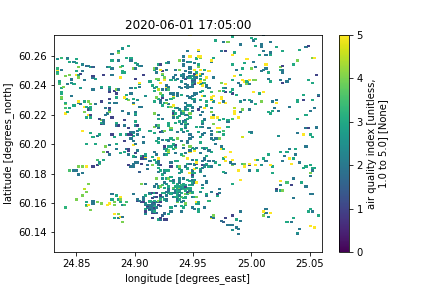 2020-06-01 17:05:00
60.26
60.24
60.22
60.20
60.18
60.16
60.14
latitude [degrees_north]
24.85 24.90 24.95 25.00 25.05
longitude [degrees_east]
5
4
3
2
1
0
air quality index [unitless,
1.0 to 5.0] [None]